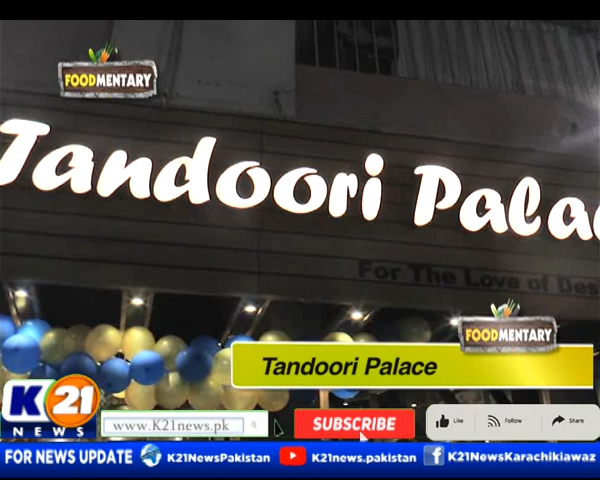 FOODMENTARY
Tandoori Pala
For The Love of Des
FOODMENTARY
Tandoori Palace
K21
NEWS
www.K21news.pk
SUBSCRIBE
Like
Follow
Share
FOR NEWS UPDATE
K21NewsPakistan
K21news.pakistan
K21NewsKarachikiawaz